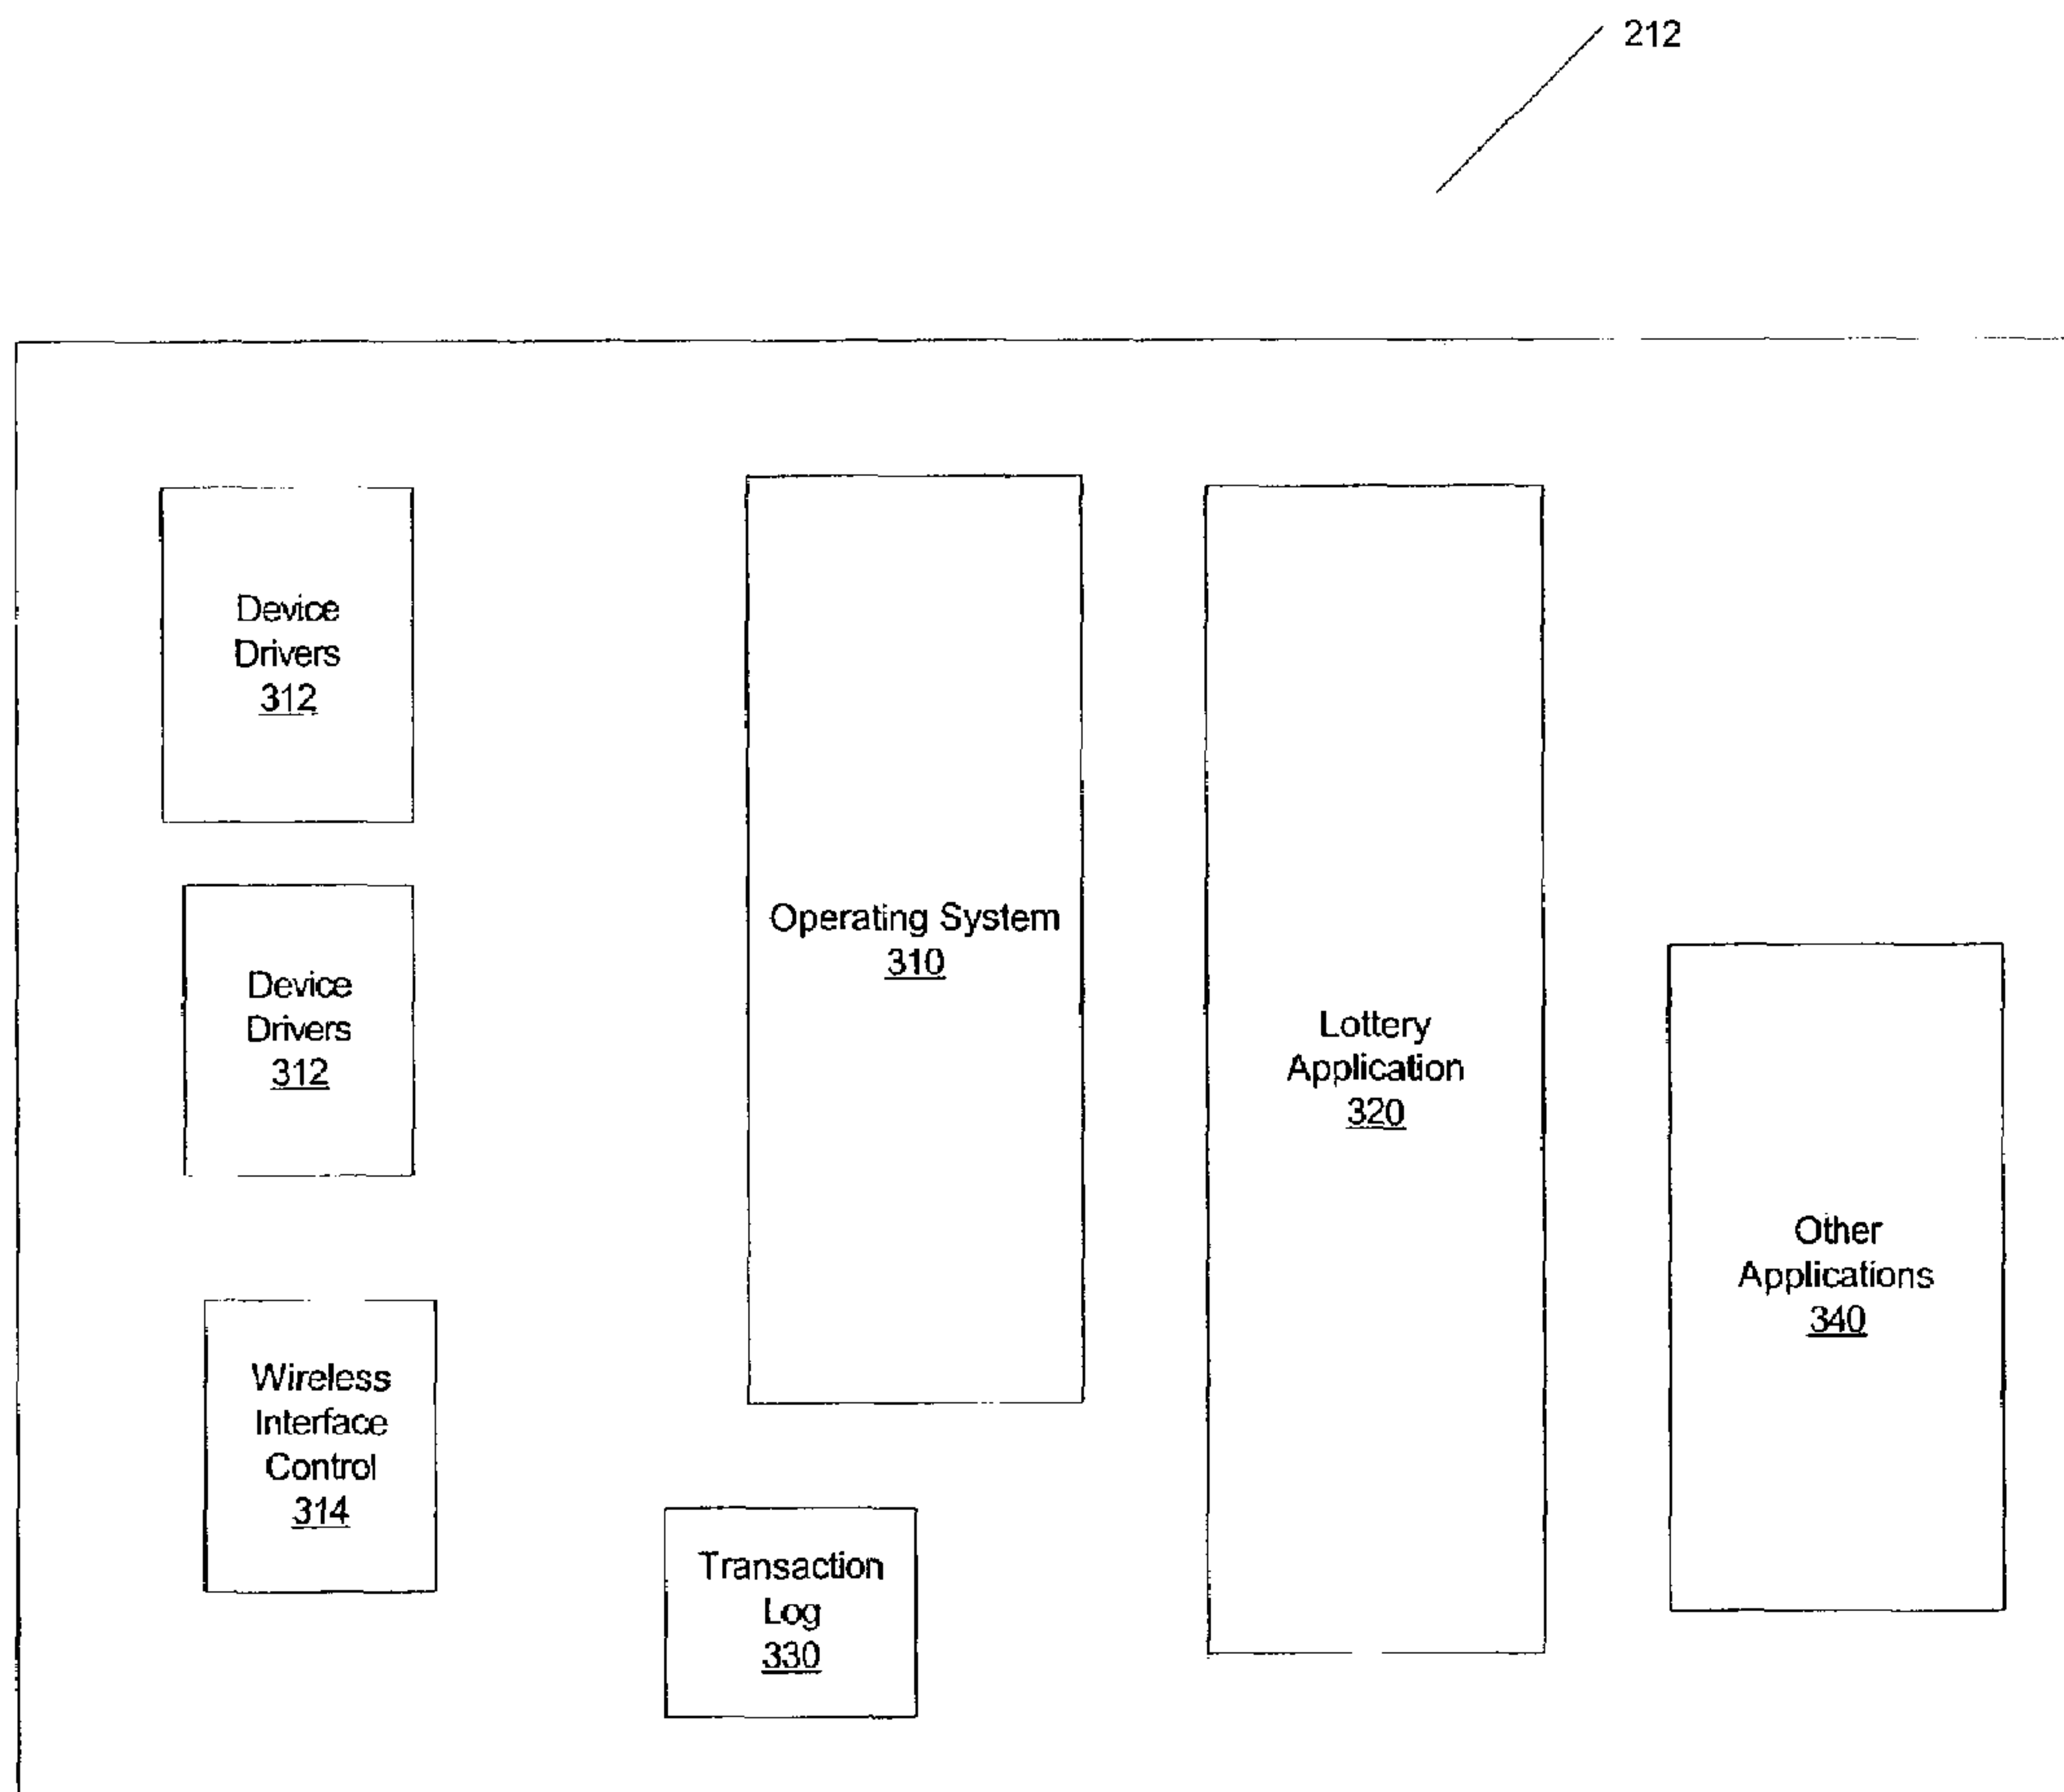 212
Device
Drivers
312
Device
Drivers
312
Wireless
Interface
Control
314
Operating System
310
Transaction
Log
330
Lottery
Application
320
Other
Applications
340